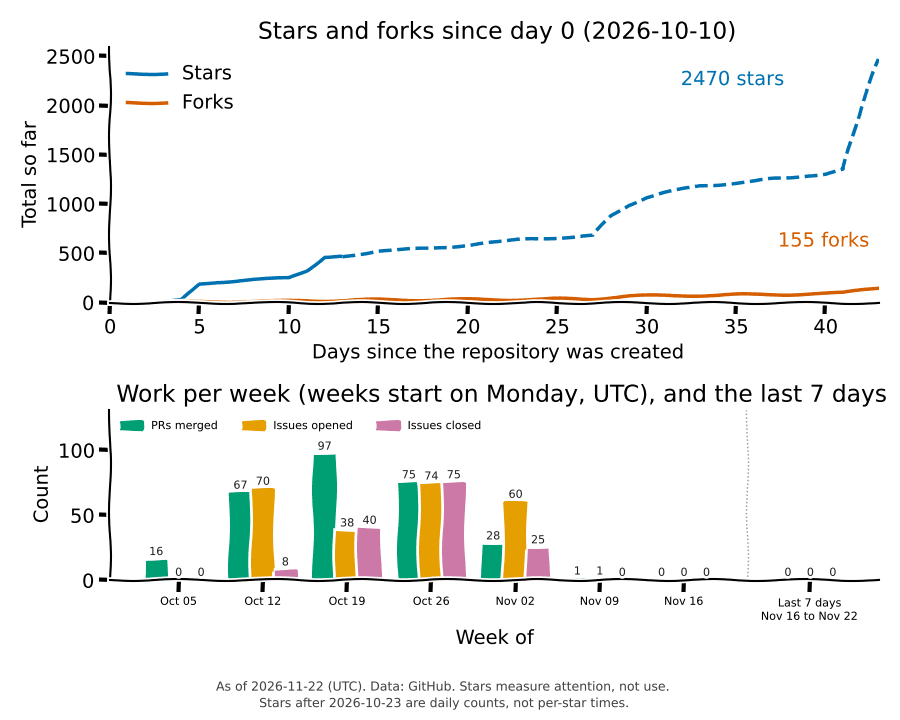 Stars and forks since day 0 (2026-10-10)
2500
2000
1500
1000
500
0
Total so far
Stars
Forks
2470 stars
155 forks
0 5 10 15 20 25 30 35 40
Days since the repository was created
Work per week (weeks start on Monday, UTC), and the last 7 days
PRs merged Issues opened Issues closed
100
50
0
Count
16 0 0
67 70 8
97 38 40
75 74 75
28 60 25
1 1 0
0 0 0
0 0 0
Oct 05 Oct 12 Oct 19 Oct 26 Nov 02 Nov 09 Nov 16
Last 7 days
Nov 16 to Nov 22
Week of
As of 2026-11-22 (UTC). Data: GitHub. Stars measure attention, not use.
Stars after 2026-10-23 are daily counts, not per-star times.